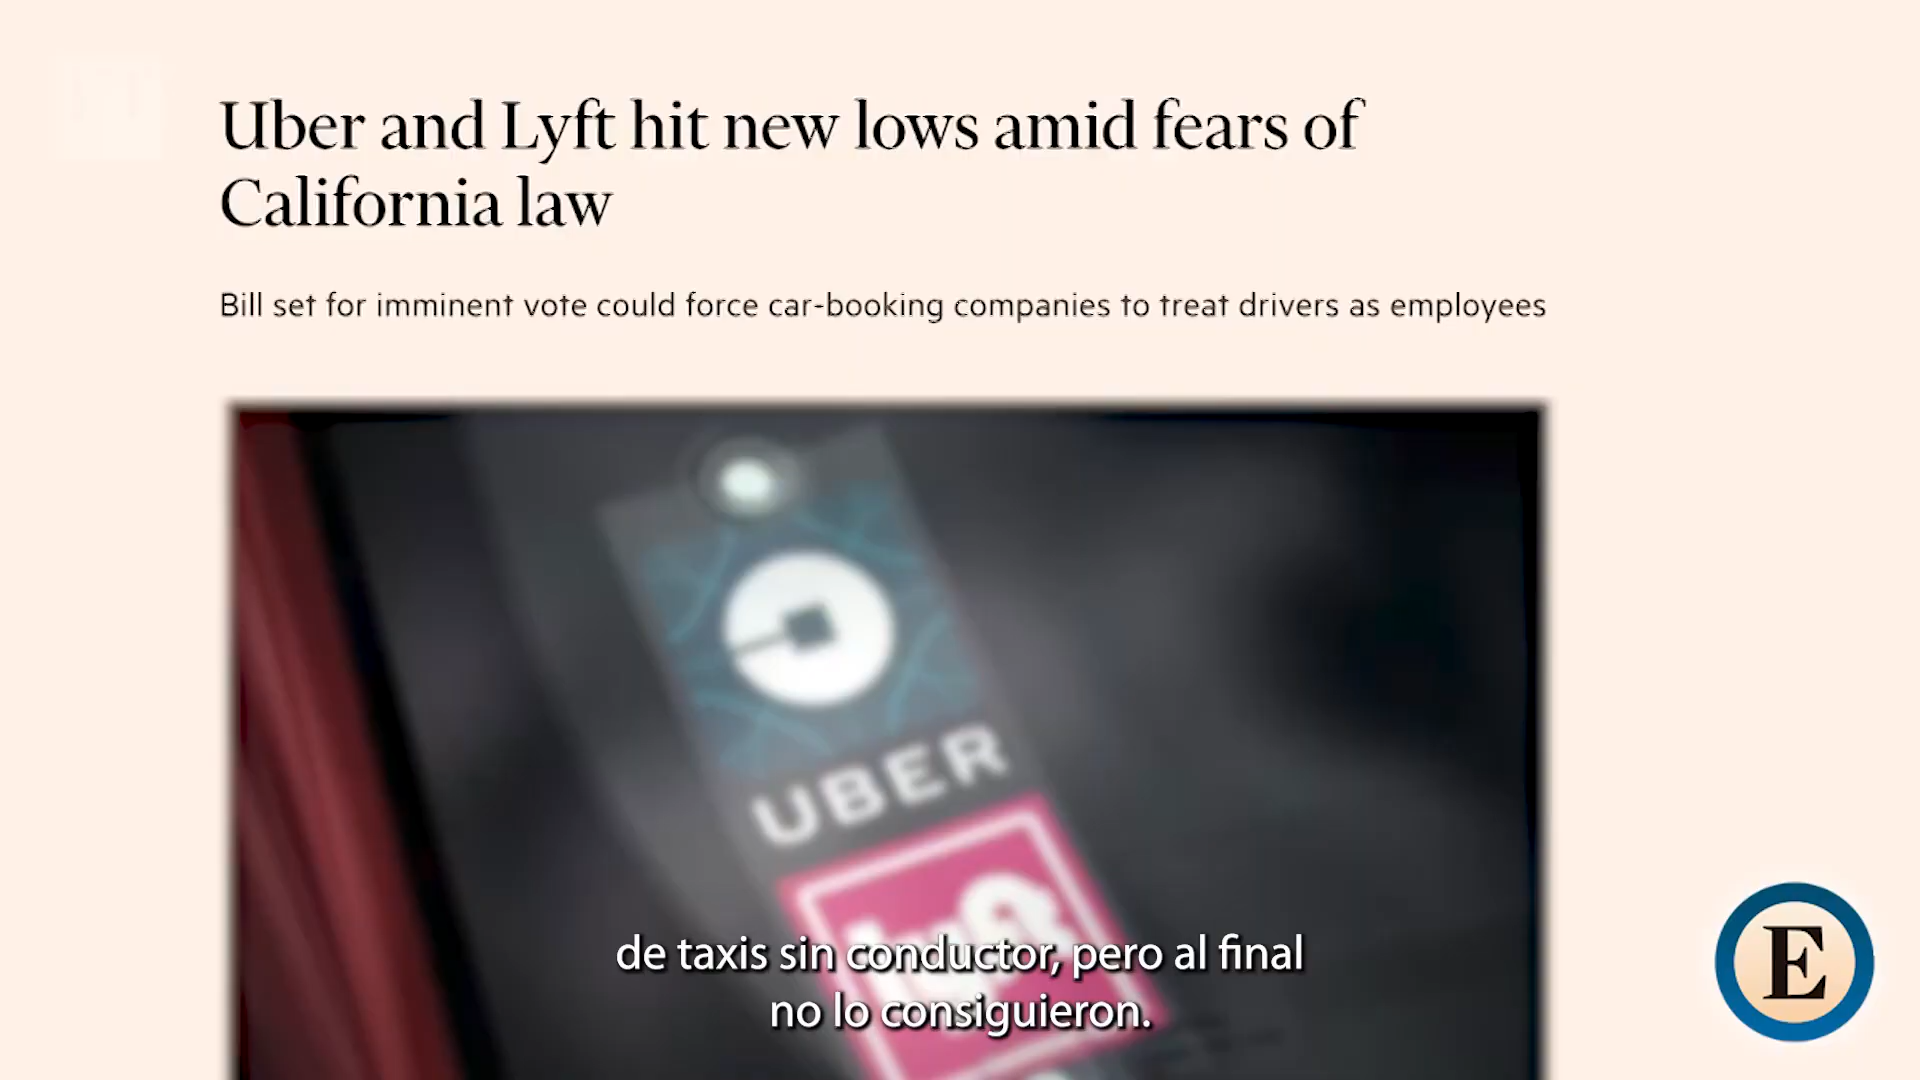 Uber and Lyft hit new lows amid fears of
California law
Bill set for imminent vote could force car-booking companies to treat drivers as employees
UBER
lyft
de taxis sin conductor, pero al final
no lo consiguieron.
E